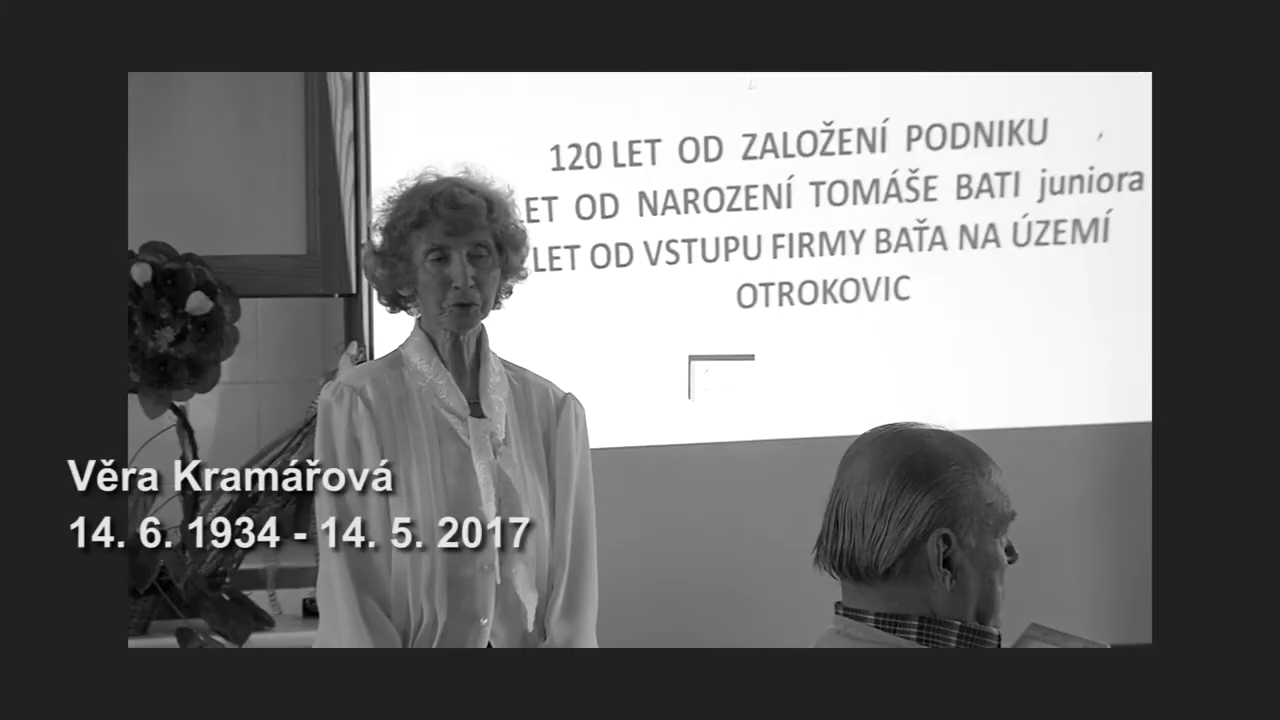 120 LET OD ZALOŽENÍ PODNIKU
LET OD NAROZENÍ TOMÁŠE BATI juniora
LET OD VSTUPU FIRMY BAŤA NA ÚZEMÍ
OTROKOVIC
Věra Kramářová
14. 6. 1934 - 14. 5. 2017